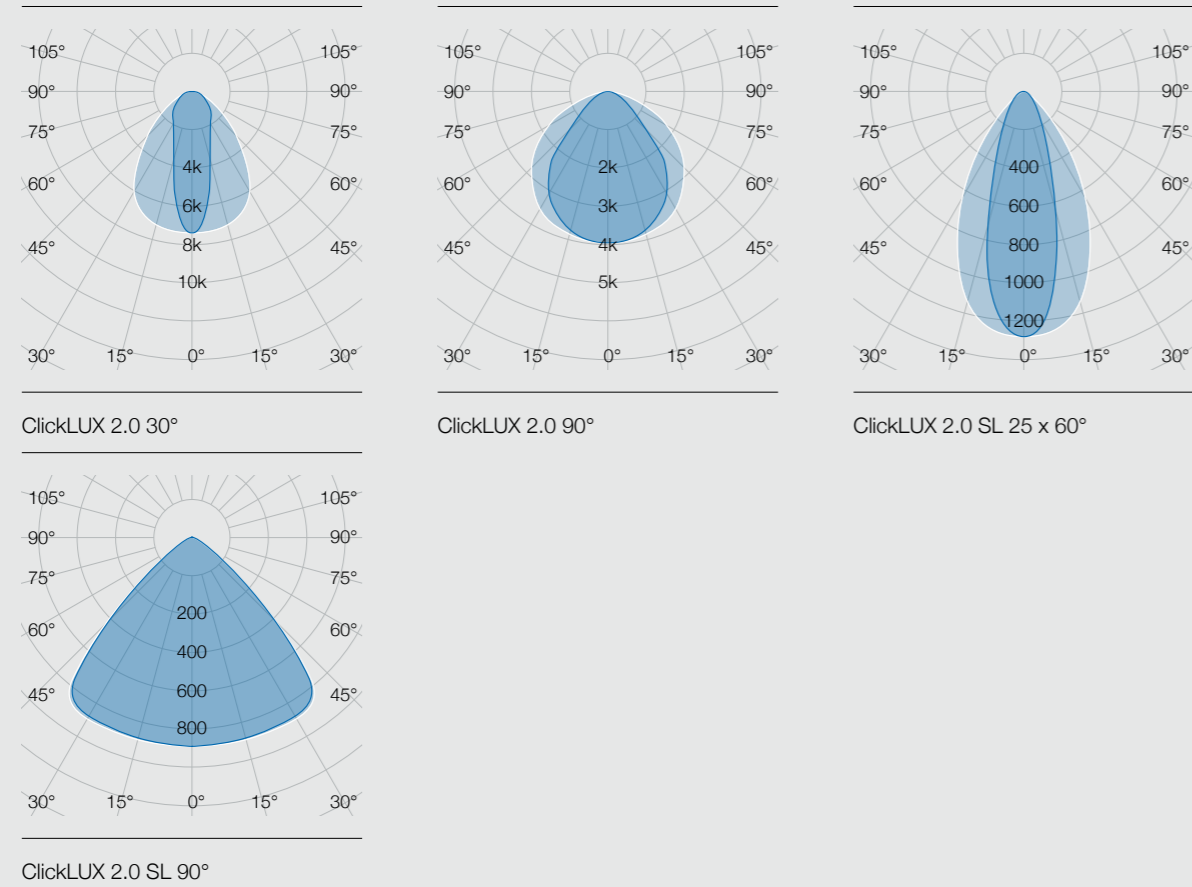 105° 105°
90° 90°
75° 75°
4k
60° 60°
6k
45° 8k 45°
10k
30° 15° 0° 15° 30°
ClickLUX 2.0 30°
105° 105°
90° 90°
75° 75°
2k
60° 60°
3k
45° 4k 45°
5k
30° 15° 0° 15° 30°
ClickLUX 2.0 90°
105° 105°
90° 90°
75° 75°
400
60° 60°
600
45° 800 45°
1000
1200
30° 15° 0° 15° 30°
ClickLUX 2.0 SL 25 x 60°
105° 105°
90° 90°
75° 75°
200
60° 60°
400
45° 600 45°
800
30° 15° 0° 15° 30°
ClickLUX 2.0 SL 90°